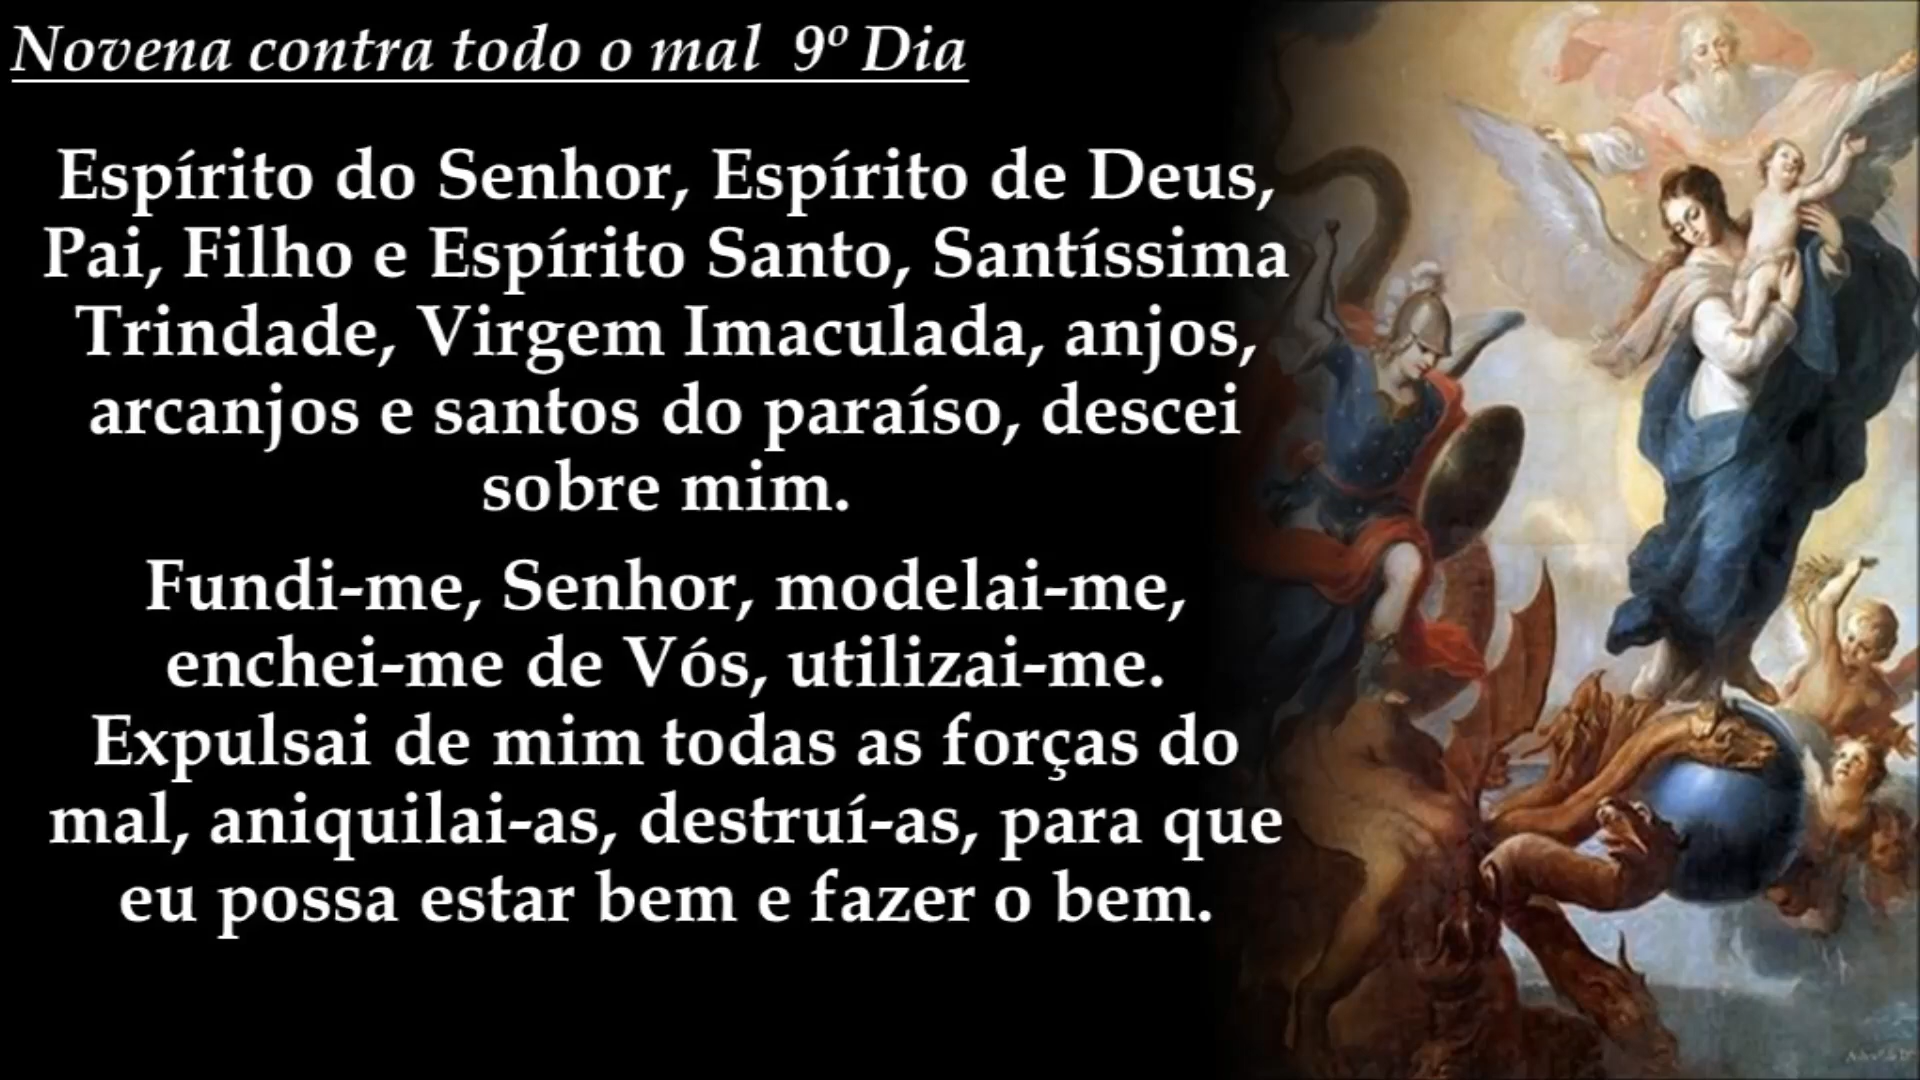 Novena contra todo o mal 9º Dia
Espírito do Senhor, Espírito de Deus,
Pai, Filho e Espírito Santo, Santíssima
Trindade, Virgem Imaculada, anjos,
arcanjos e santos do paraíso, descei
sobre mim.
Fundi-me, Senhor, modelai-me,
enchei-me de Vós, utilizai-me.
Expulsai de mim todas as forças do
mal, aniquilai-as, destruí-as, para que
eu possa estar bem e fazer o bem.